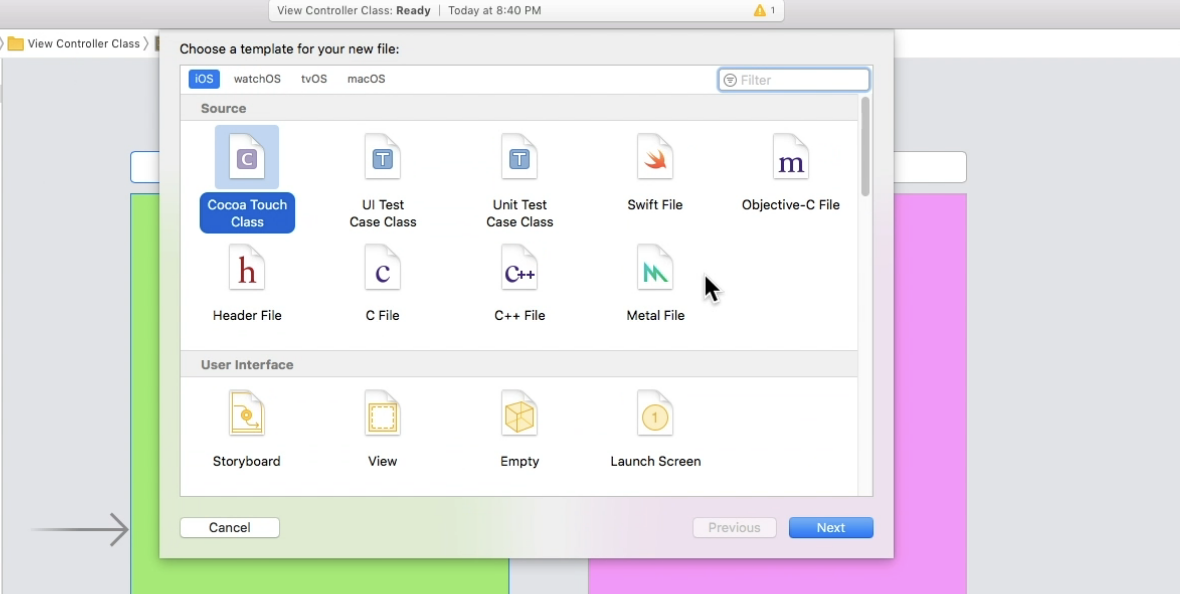 View Controller Class: Ready | Today at 8:40 PM 1
View Controller Class
Choose a template for your new file:
iOS watchOS tvOS macOS Filter
Source
C T T m
Cocoa Touch
Class
UI Test
Case Class
Unit Test
Case Class
Swift File
Objective-C File
h c C++
Header File C File C++ File Metal File
User Interface
1
Storyboard View Empty Launch Screen
Cancel Previous Next